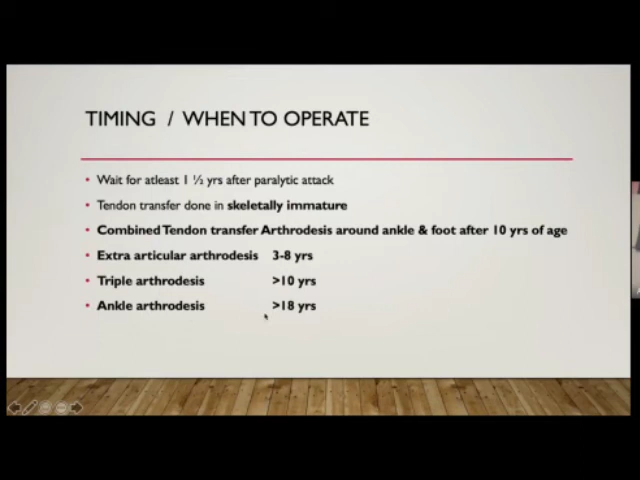 TIMING / WHEN TO OPERATE
• Wait for atleast 1 ½ yrs after paralytic attack
• Tendon transfer done in skeletally immature
• Combined Tendon transfer Arthrodesis around ankle & foot after 10 yrs of age
• Extra articular arthrodesis 3-8 yrs
• Triple arthrodesis >10 yrs
• Ankle arthrodesis >18 yrs